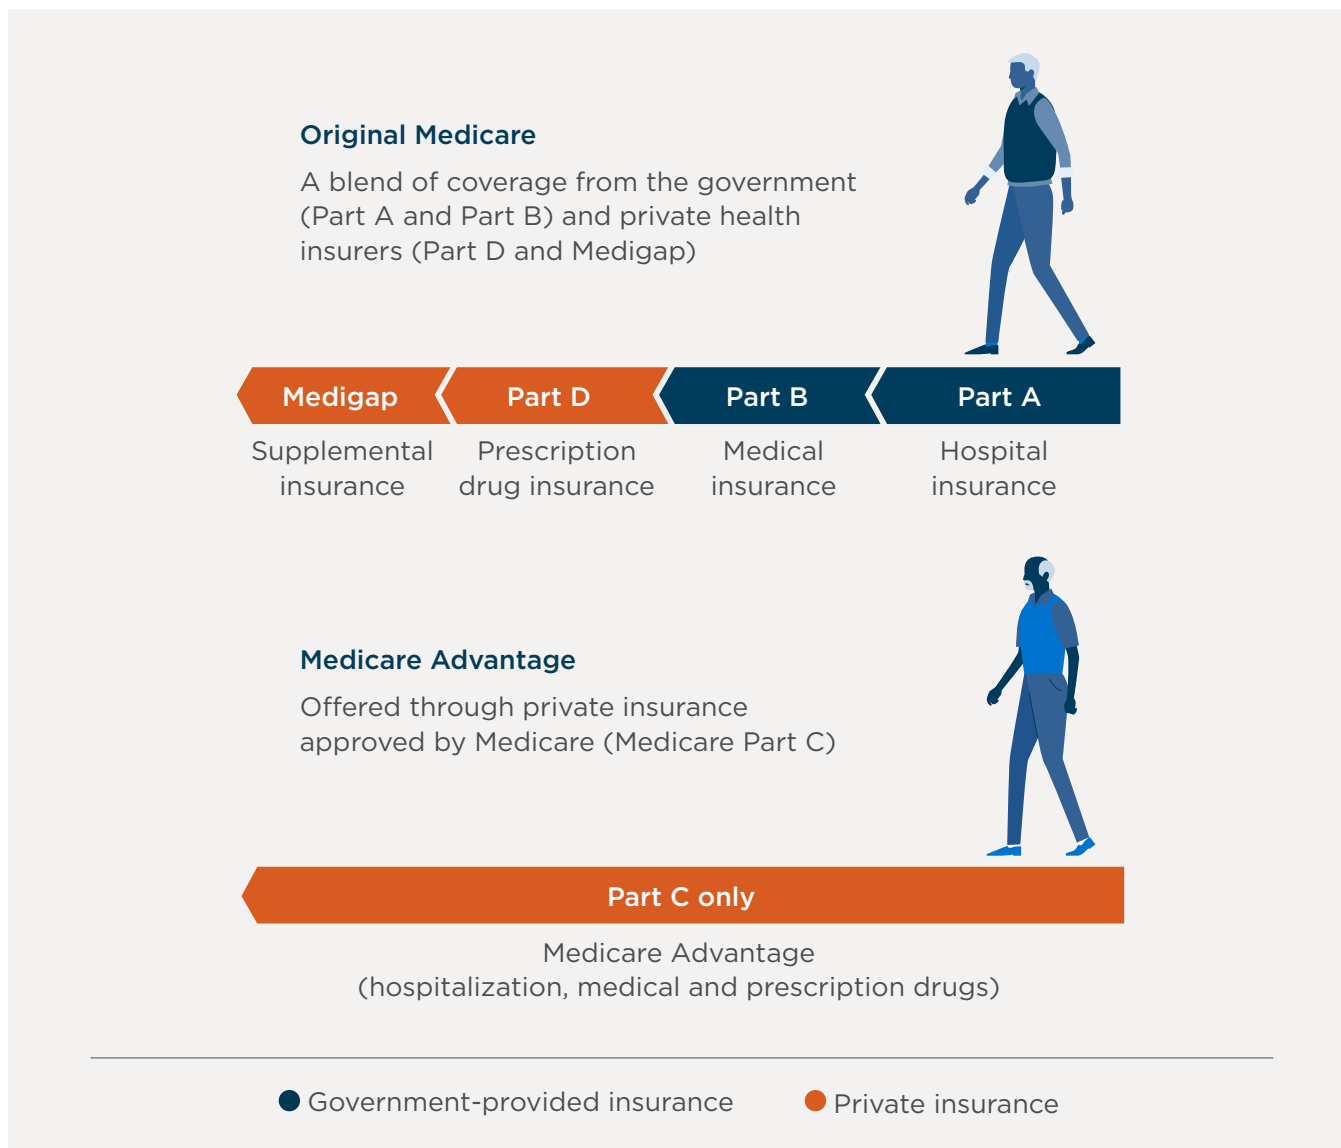 Original Medicare
A blend of coverage from the government
(Part A and Part B) and private health
insurers (Part D and Medigap)
Medigap
Part D
Part B
Part A
Supplemental
insurance
Prescription
drug insurance
Medical
insurance
Hospital
insurance
Medicare Advantage
Offered through private insurance
approved by Medicare (Medicare Part C)
Part C only
Medicare Advantage
(hospitalization, medical and prescription drugs)
Government-provided insurance
Private insurance